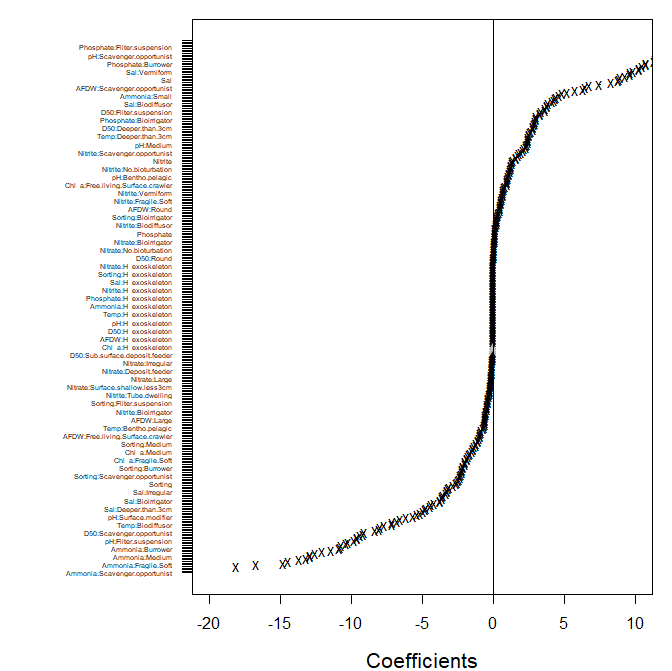 Phosphate:Filter.suspension
pH:Scavenger.opportunist
Phosphate:Burrower
Sal:Vermiform
Sal
AFDW:Scavenger.opportunist
Ammonia:Small
Sal:Biodiffusor
D50:Filter.suspension
Phosphate:Bioirrigator
D50:Deeper.than.3cm
Temp:Deeper.than.3cm
pH:Medium
Nitrite:Scavenger.opportunist
Nitrite
Nitrite:No.bioturbation
pH:Bentho.pelagic
Chl_a:Free.living.Surface.crawler
Nitrite:Vermiform
Nitrite:Fragile.Soft
AFDW:Round
Sorting:Bioirrigator
Nitrite:Biodiffusor
Phosphate
Nitrate:Bioirrigator
Nitrate:No.bioturbation
D50:Round
Nitrate:H_exoskeleton
Sorting:H_exoskeleton
Sal:H_exoskeleton
Nitrite:H_exoskeleton
Phosphate:H_exoskeleton
Ammonia:H_exoskeleton
Temp:H_exoskeleton
pH:H_exoskeleton
D50:H_exoskeleton
AFDW:H_exoskeleton
Chl_a:H_exoskeleton
D50:Sub.surface.deposit.feeder
Nitrate:Irregular
Nitrate:Deposit.feeder
Nitrate:Large
Nitrate:Surface.shallow.less3cm
Nitrite:Tube.dwelling
Sorting:Filter.suspension
Nitrite:Bioirrigator
AFDW:Large
Temp:Bentho.pelagic
AFDW:Free.living.Surface.crawler
Sorting:Medium
Chl_a:Medium
Chl_a:Fragile.Soft
Sorting:Burrower
Sorting:Scavenger.opportunist
Sorting
Sal:Irregular
Sal:Bioirrigator
Sal:Deeper.than.3cm
pH:Surface.modifier
Temp:Biodiffusor
D50:Scavenger.opportunist
pH:Filter.suspension
Ammonia:Burrower
Ammonia:Medium
Ammonia:Fragile.Soft
Ammonia:Scavenger.opportunist
-20 -15 -10 -5 0 5 10
Coefficients